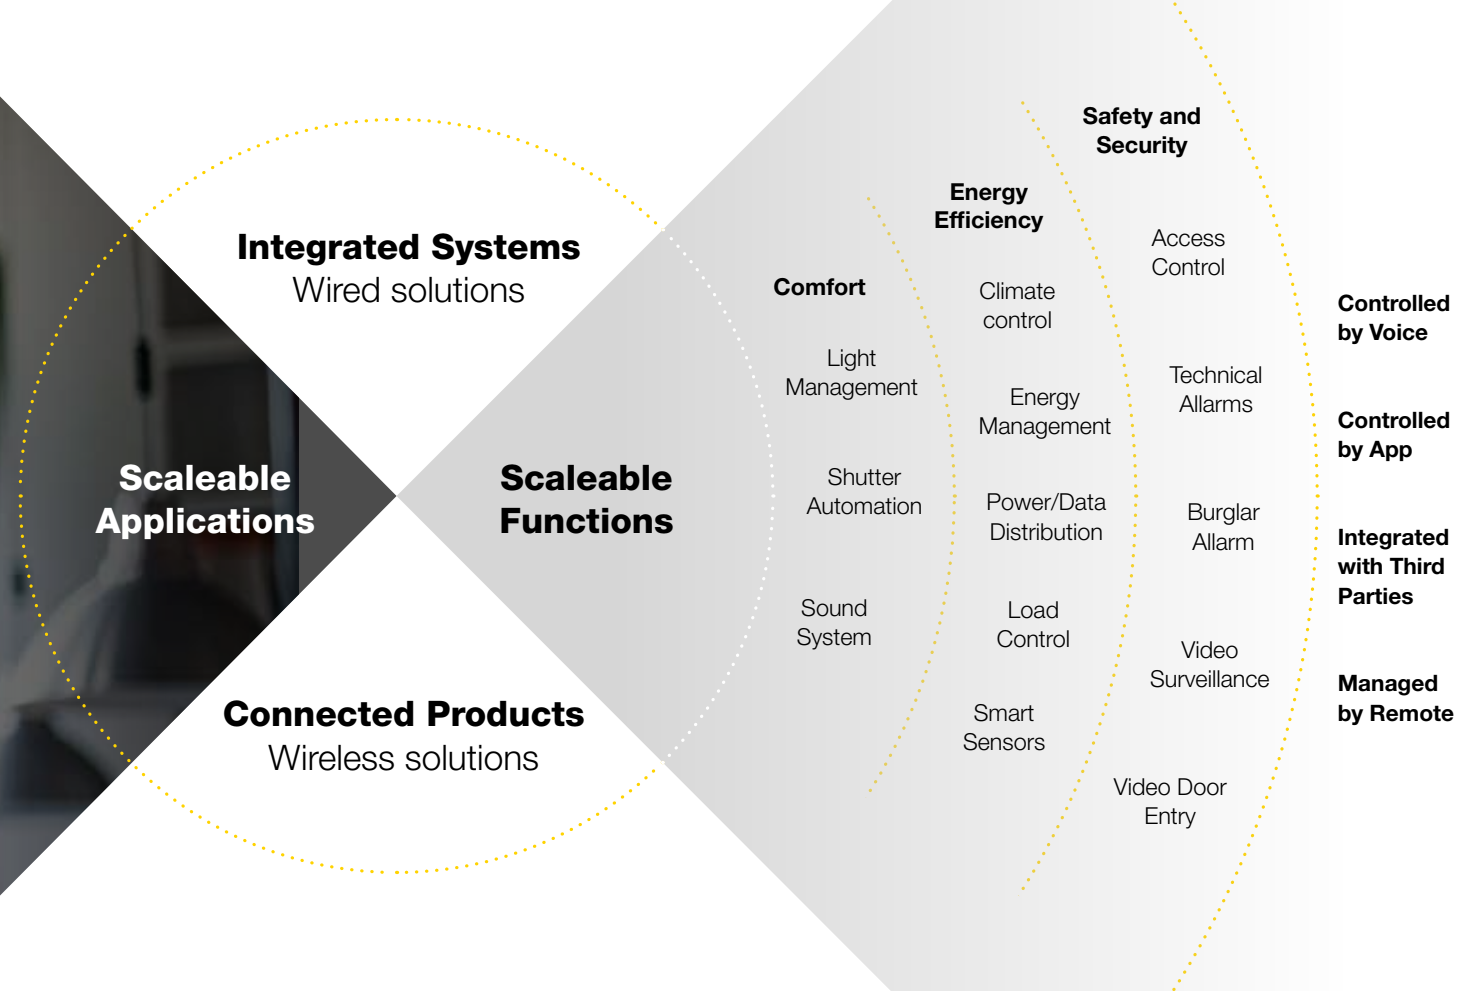 Integrated Systems
Wired solutions
Scaleable
Applications
Scaleable
Functions
Connected Products
Wireless solutions
Comfort
Light
Management
Shutter
Automation
Sound
System
Energy
Efficiency
Climate
control
Energy
Management
Power/Data
Distribution
Load
Control
Smart
Sensors
Safety and
Security
Access
Control
Technical
Allarms
Burglar
Allarm
Video
Surveillance
Video Door
Entry
Controlled
by Voice
Controlled
by App
Integrated
with Third
Parties
Managed
by Remote